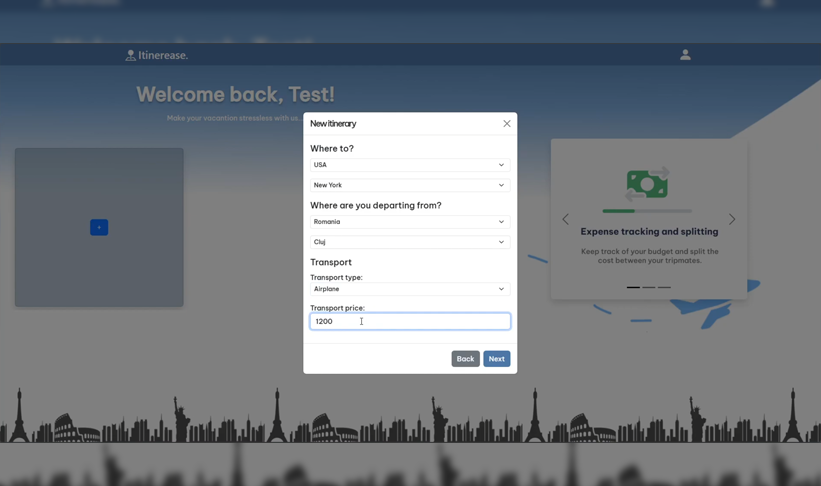 Itinerease.
Welcome back, Test!
Make your vacation stressless with us...
New itinerary
Where to?
USA
New York
Where are you departing from?
Romania
Cluj
Transport
Transport type:
Airplane
Transport price:
1200
Back
Next
+
Expense tracking and splitting
Keep track of your budget and split the
cost between your tripmates.